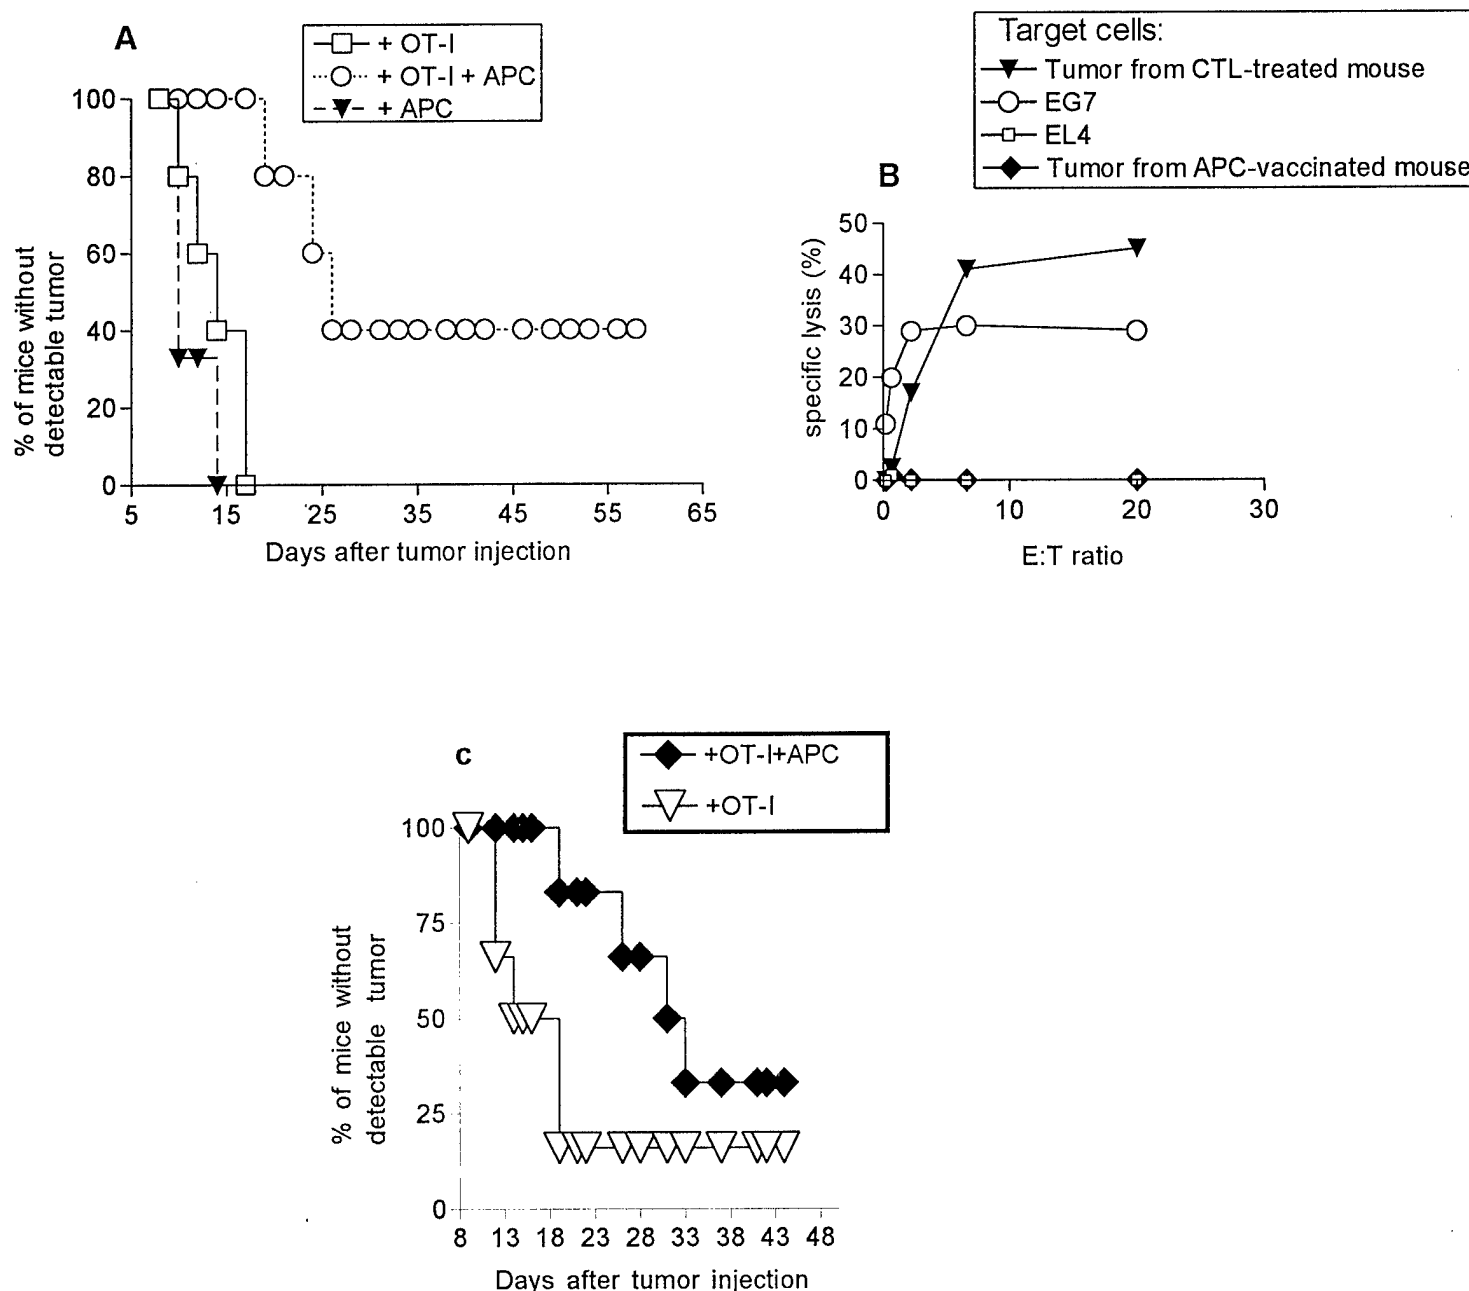 A
+ OT-I
+ OT-I + APC
+ APC
100
80
60
40
20
0
5 15 25 35 45 55 65
% of mice without
detectable tumor
Days after tumor injection
Target cells:
Tumor from CTL-treated mouse
EG7
EL4
Tumor from APC-vaccinated mouse
B
50
40
30
20
10
0
0 10 20 30
specific lysis (%)
E:T ratio
c
+OT-I+APC
+OT-I
100
75
50
25
0
8 13 18 23 28 33 38 43 48
% of mice without
detectable tumor
Days after tumor injection